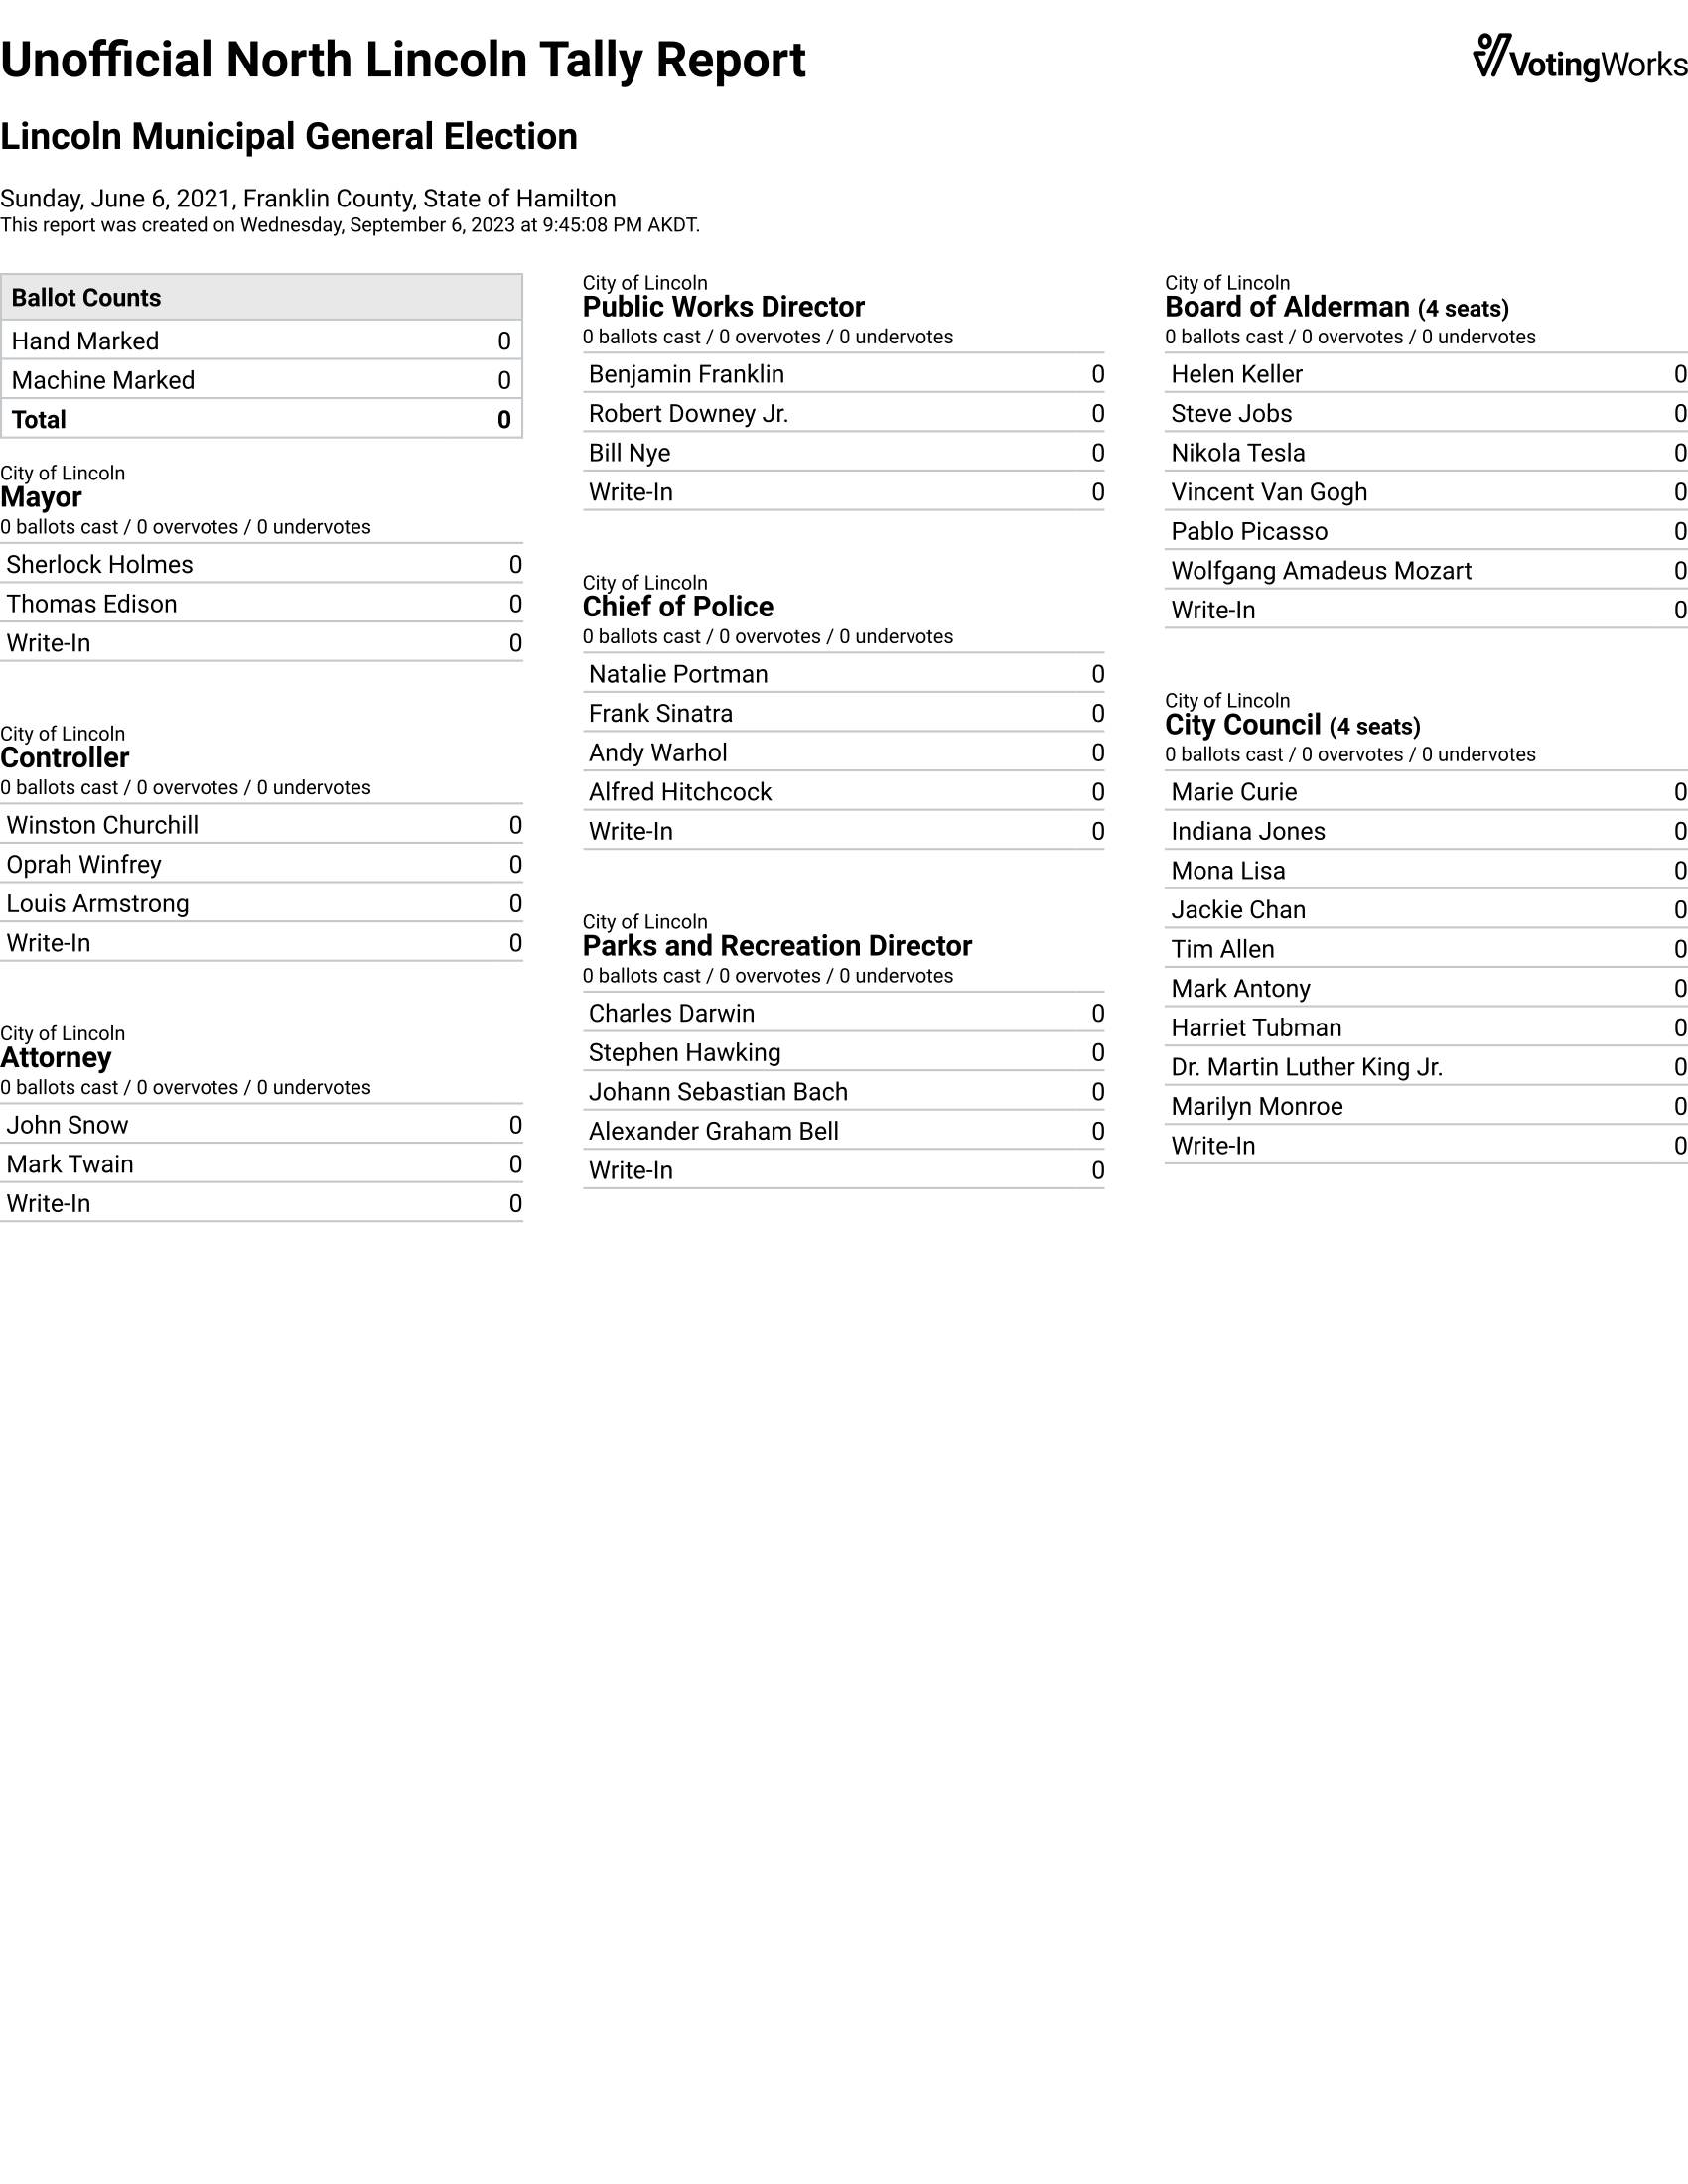 Unofficial North Lincoln Tally Report
VotingWorks
Lincoln Municipal General Election
Sunday, June 6, 2021, Franklin County, State of Hamilton
This report was created on Wednesday, September 6, 2023 at 9:45:08 PM AKDT.
Ballot Counts
Hand Marked 0
Machine Marked 0
Total 0
City of Lincoln
Mayor
0 ballots cast / 0 overvotes / 0 undervotes
Sherlock Holmes 0
Thomas Edison 0
Write-In 0
City of Lincoln
Controller
0 ballots cast / 0 overvotes / 0 undervotes
Winston Churchill 0
Oprah Winfrey 0
Louis Armstrong 0
Write-In 0
City of Lincoln
Attorney
0 ballots cast / 0 overvotes / 0 undervotes
John Snow 0
Mark Twain 0
Write-In 0
City of Lincoln
Public Works Director
0 ballots cast / 0 overvotes / 0 undervotes
Benjamin Franklin 0
Robert Downey Jr. 0
Bill Nye 0
Write-In 0
City of Lincoln
Chief of Police
0 ballots cast / 0 overvotes / 0 undervotes
Natalie Portman 0
Frank Sinatra 0
Andy Warhol 0
Alfred Hitchcock 0
Write-In 0
City of Lincoln
Parks and Recreation Director
0 ballots cast / 0 overvotes / 0 undervotes
Charles Darwin 0
Stephen Hawking 0
Johann Sebastian Bach 0
Alexander Graham Bell 0
Write-In 0
City of Lincoln
Board of Alderman (4 seats)
0 ballots cast / 0 overvotes / 0 undervotes
Helen Keller 0
Steve Jobs 0
Nikola Tesla 0
Vincent Van Gogh 0
Pablo Picasso 0
Wolfgang Amadeus Mozart 0
Write-In 0
City of Lincoln
City Council (4 seats)
0 ballots cast / 0 overvotes / 0 undervotes
Marie Curie 0
Indiana Jones 0
Mona Lisa 0
Jackie Chan 0
Tim Allen 0
Mark Antony 0
Harriet Tubman 0
Dr. Martin Luther King Jr. 0
Marilyn Monroe 0
Write-In 0